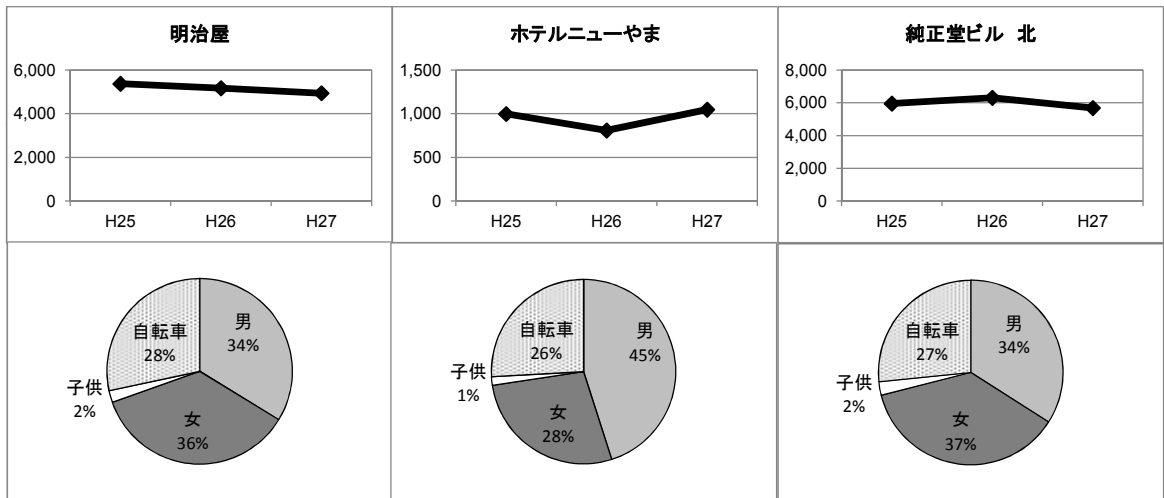 明治屋
6,000
4,000
2,000
0
H25 H26 H27
ホテルニューやま
1,500
1,000
500
0
H25 H26 H27
純正堂ビル 北
8,000
6,000
4,000
2,000
0
H25 H26 H27
男
34%
女
36%
子供
2%
自転車
28%
男
45%
女
28%
子供
1%
自転車
26%
男
34%
女
37%
子供
2%
自転車
27%